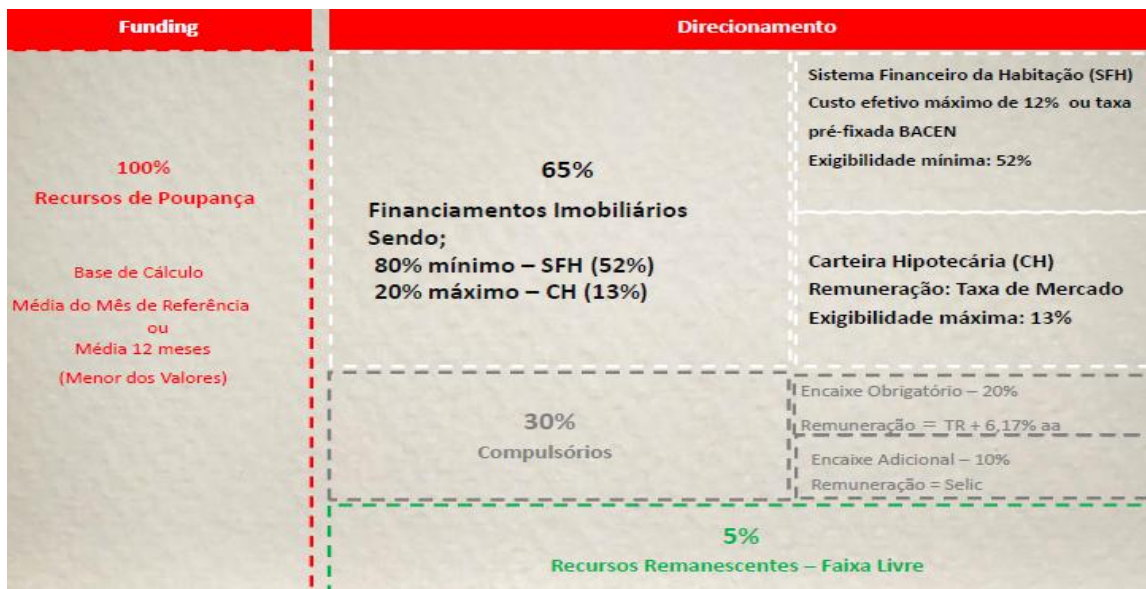 Funding
Direcionamento
100%
Recursos de Poupança
Base de Cálculo
Média do Mês de Referência
ou
Média 12 meses
(Menor dos Valores)
65%
Financiamentos Imobiliários
Sendo;
80% mínimo – SFH (52%)
20% máximo – CH (13%)
Sistema Financeiro da Habitação (SFH)
Custo efetivo máximo de 12% ou taxa
pré-fixada BACEN
Exigibilidade mínima: 52%
Carteira Hipotecária (CH)
Remuneração: Taxa de Mercado
Exigibilidade máxima: 13%
30%
Compulsórios
Encaixe Obrigatório – 20%
Remuneração = TR + 6,17% aa
Encaixe Adicional – 10%
Remuneração = Selic
5%
Recursos Remanescentes – Faixa Livre